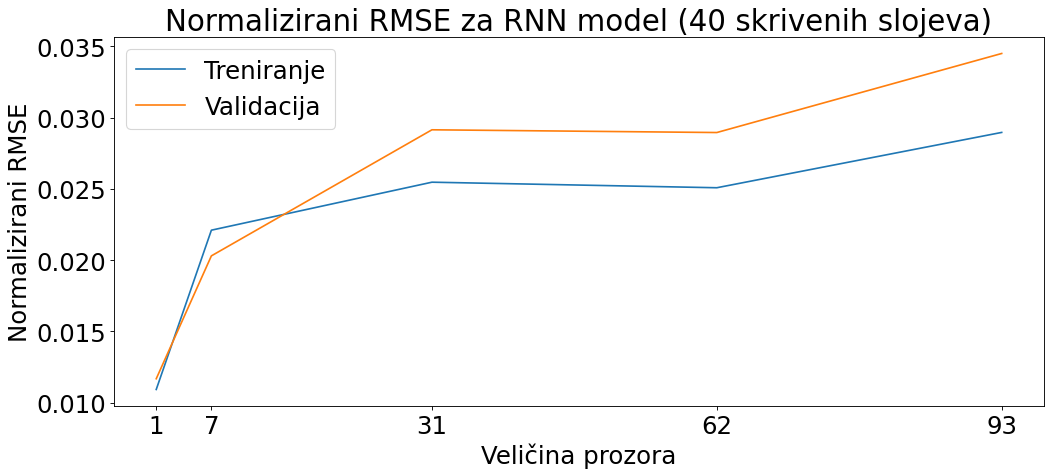 Normalizirani RMSE za RNN model (40 skrivenih slojeva)
Treniranje
Validacija
Normalizirani RMSE
0.035
0.030
0.025
0.020
0.015
0.010
1 7 31 62 93
Veličina prozora